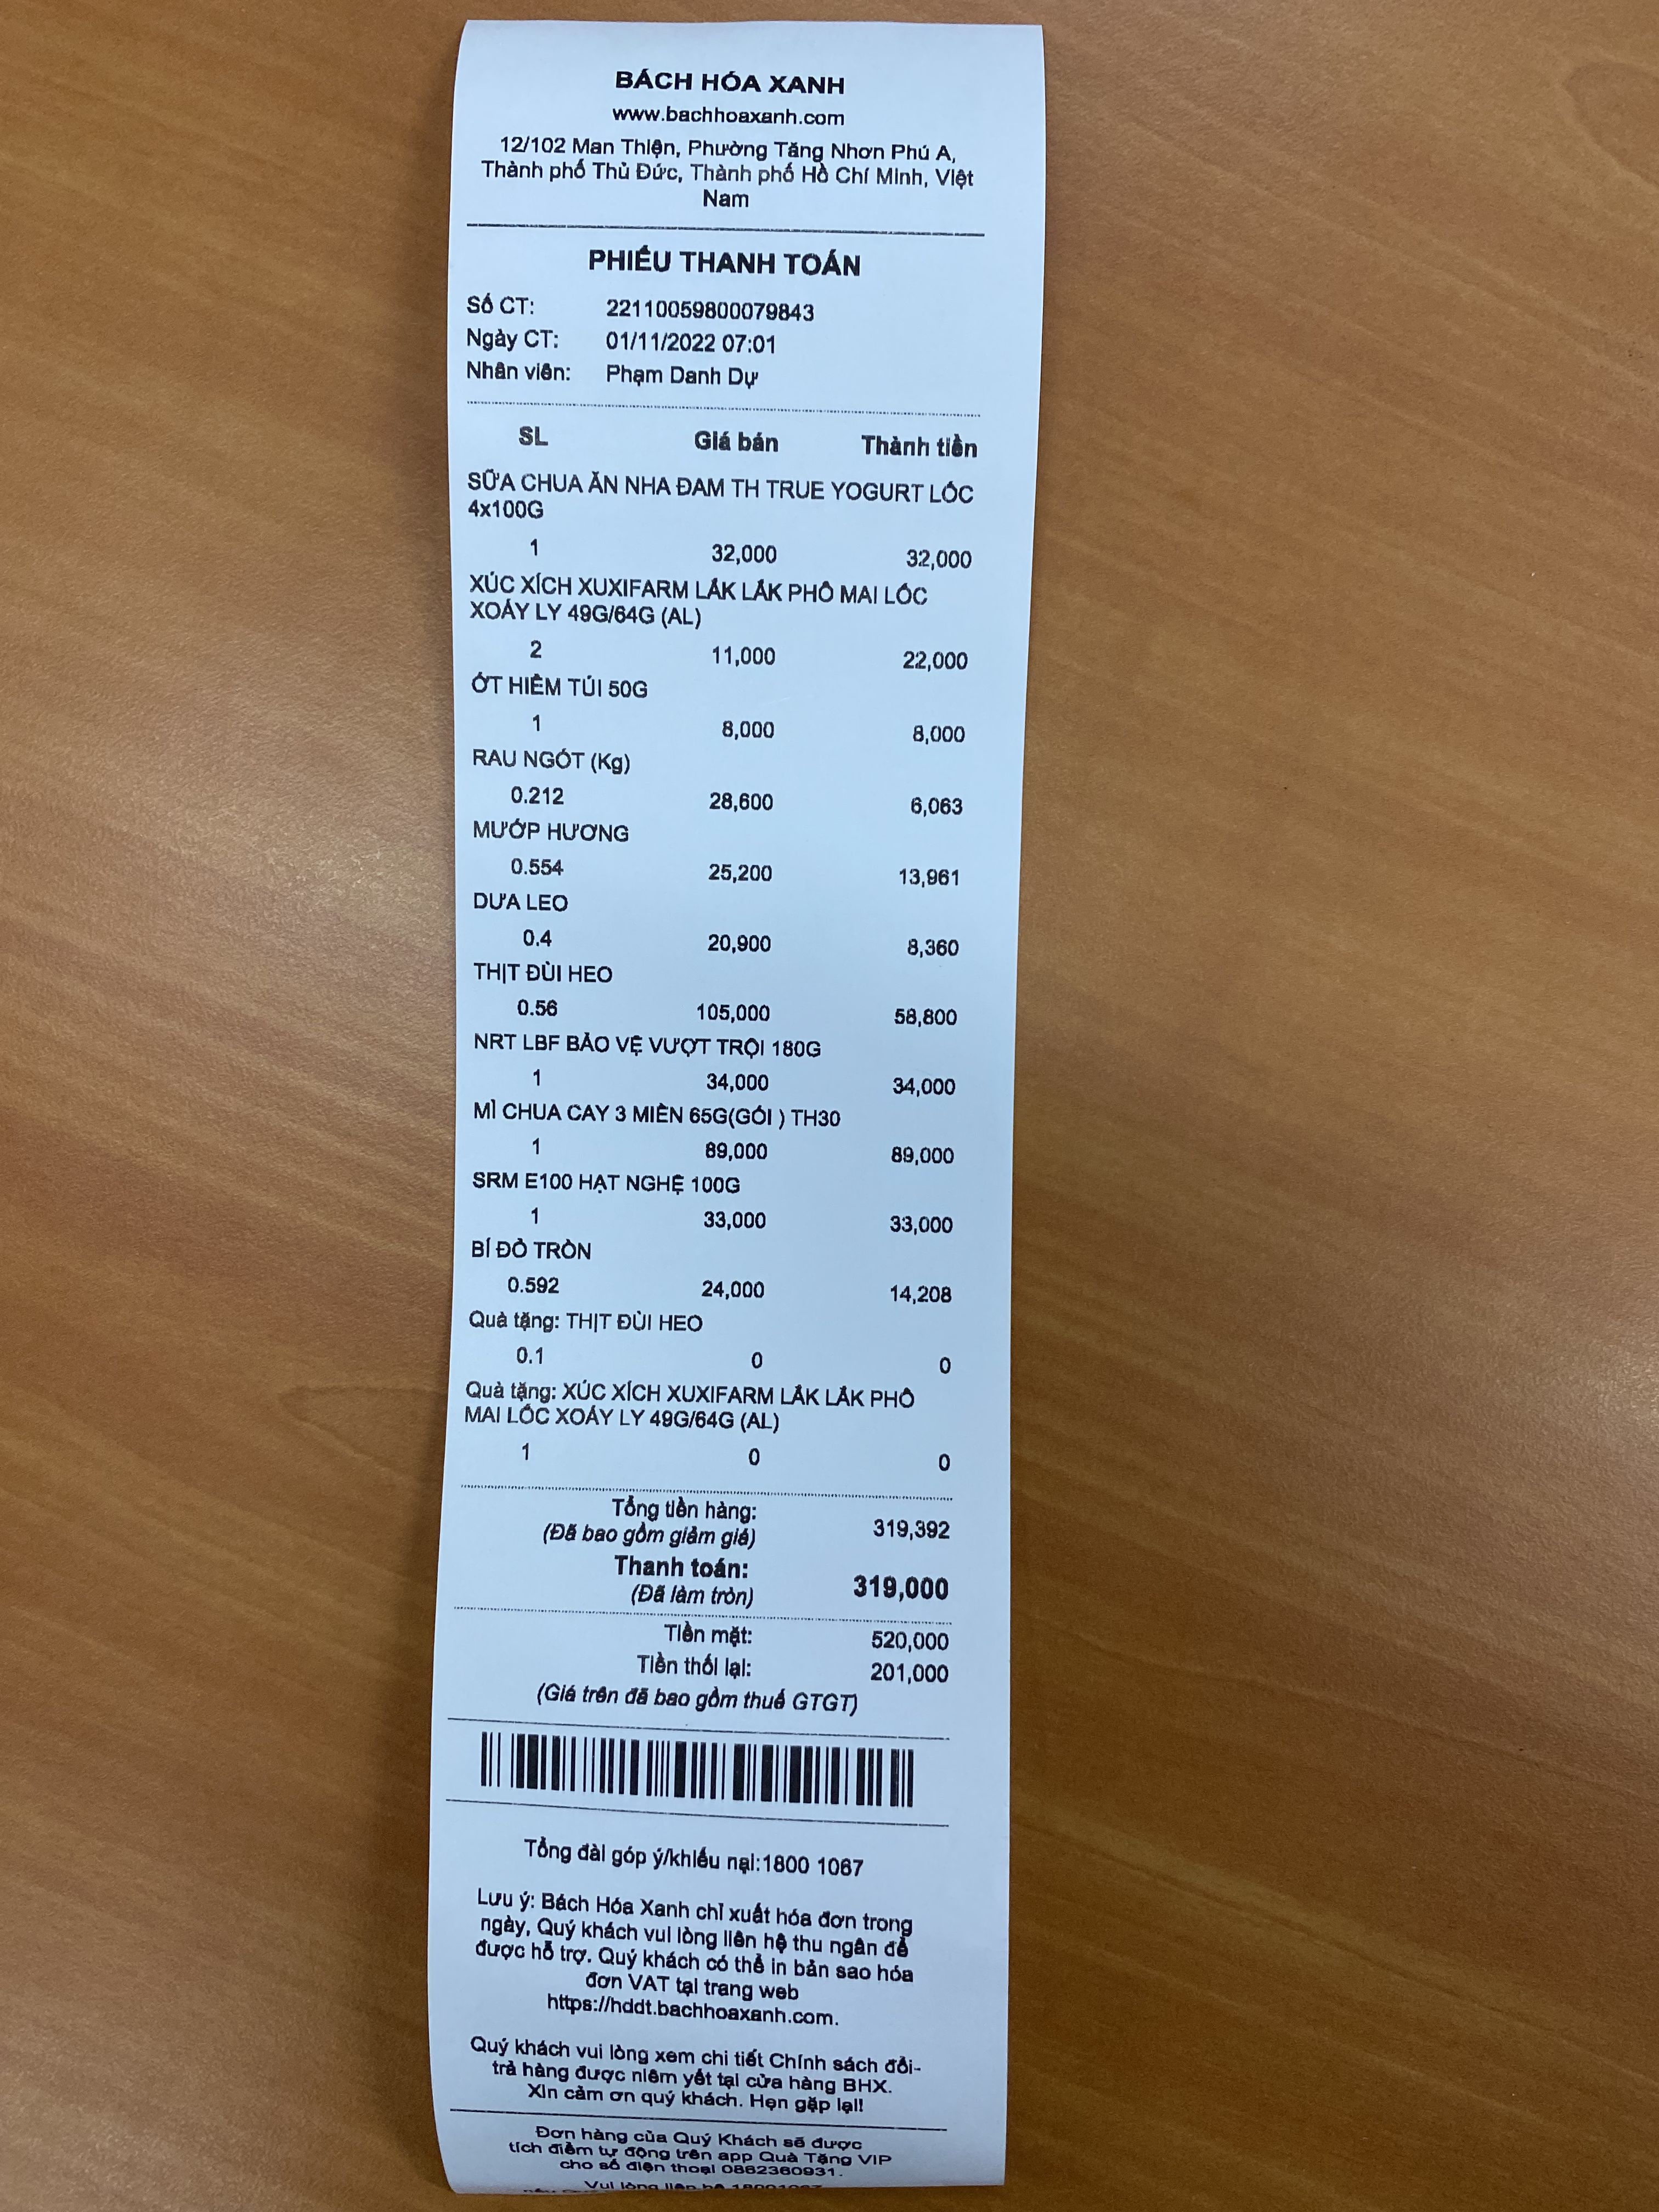 BÁCH HÓA XANH
www.bachhoaxanh.com
12/102 Man Thiện, Phường Tăng Nhơn Phú A,
Thành phố Thủ Đức, Thành phố Hồ Chí Minh, Việt
Nam
PHIẾU THANH TOÁN
Số CT: 22110059800079843
Ngày CT: 01/11/2022 07:01
Nhân viên: Phạm Danh Dự
SL Giá bán Thành tiền
SỮA CHUA ĂN NHA ĐAM TH TRUE YOGURT LỐC
4x100G
1 32,000 32,000
XÚC XÍCH XUXIFARM LẮK LẮK PHÔ MAI LỐC
XOÁY LY 49G/64G (AL)
2 11,000 22,000
ỚT HIỂM TÚI 50G
1 8,000 8,000
RAU NGÓT (Kg)
0.212 28,600 6,063
MƯỚP HƯƠNG
0.554 25,200 13,961
DƯA LEO
0.4 20,900 8,360
THỊT ĐÙI HEO
0.56 105,000 58,800
NRT LBF BẢO VỆ VƯỢT TRỘI 180G
1 34,000 34,000
MÌ CHUA CAY 3 MIỀN 65G(GÓI ) TH30
1 89,000 89,000
SRM E100 HẠT NGHỆ 100G
1 33,000 33,000
BÍ ĐỎ TRÒN
0.592 24,000 14,208
Quà tặng: THỊT ĐÙI HEO
0.1 0 0
Quà tặng: XÚC XÍCH XUXIFARM LẮK LẮK PHÔ
MAI LỐC XOÁY LY 49G/64G (AL)
1 0 0
Tổng tiền hàng: 319,392
(Đã bao gồm giảm giá)
Thanh toán: 319,000
(Đã làm tròn)
Tiền mặt: 520,000
Tiền thối lại: 201,000
(Giá trên đã bao gồm thuế GTGT)
Tổng đài góp ý/khiếu nại:1800 1067
Lưu ý: Bách Hóa Xanh chỉ xuất hóa đơn trong
ngày, Quý khách vui lòng liên hệ thu ngân để
được hỗ trợ. Quý khách có thể in bản sao hóa
đơn VAT tại trang web
https://hddt.bachhoaxanh.com.
Quý khách vui lòng xem chi tiết Chính sách đổi-
trả hàng được niêm yết tại cửa hàng BHX.
Xin cảm ơn quý khách. Hẹn gặp lại!
Đơn hàng của Quý Khách sẽ được
tích điểm tự động trên app Quà Tặng VIP
cho số điện thoại 0862360931.
Vui lòng liên hệ 18001067